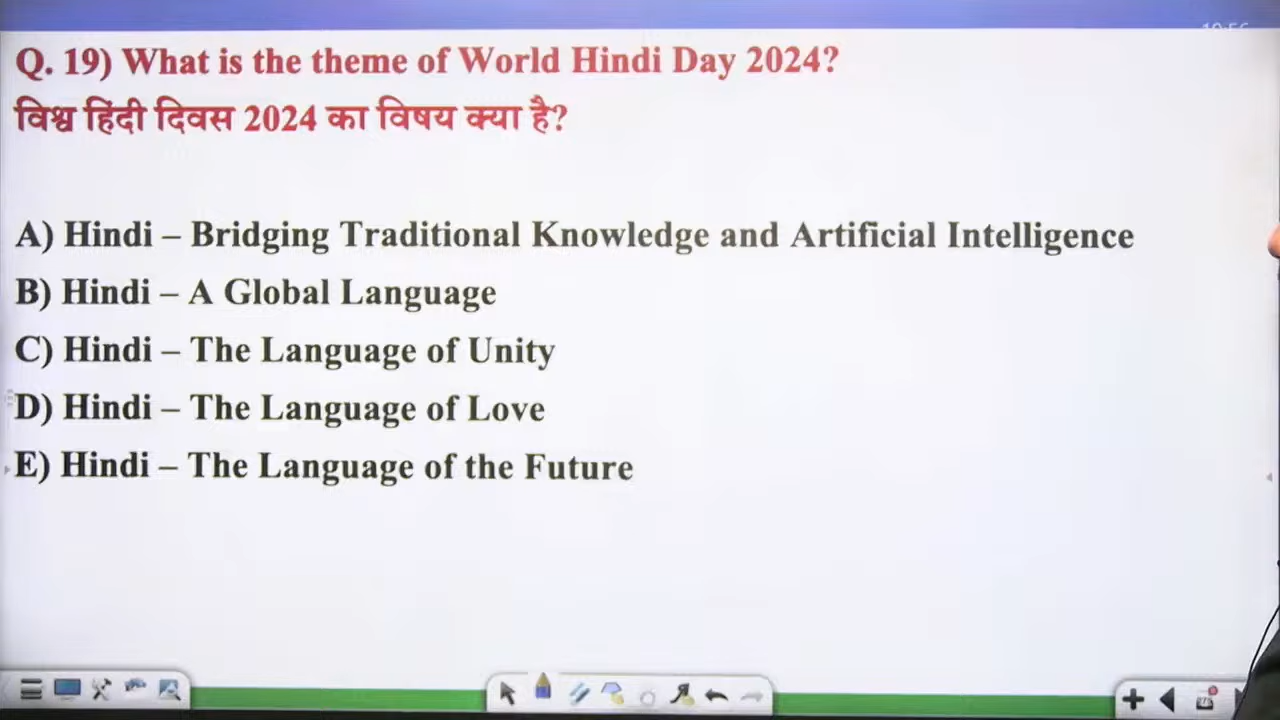 Q. 19) What is the theme of World Hindi Day 2024?
विश्व हिंदी दिवस 2024 का विषय क्या है?
A) Hindi – Bridging Traditional Knowledge and Artificial Intelligence
B) Hindi – A Global Language
C) Hindi – The Language of Unity
D) Hindi – The Language of Love
E) Hindi – The Language of the Future